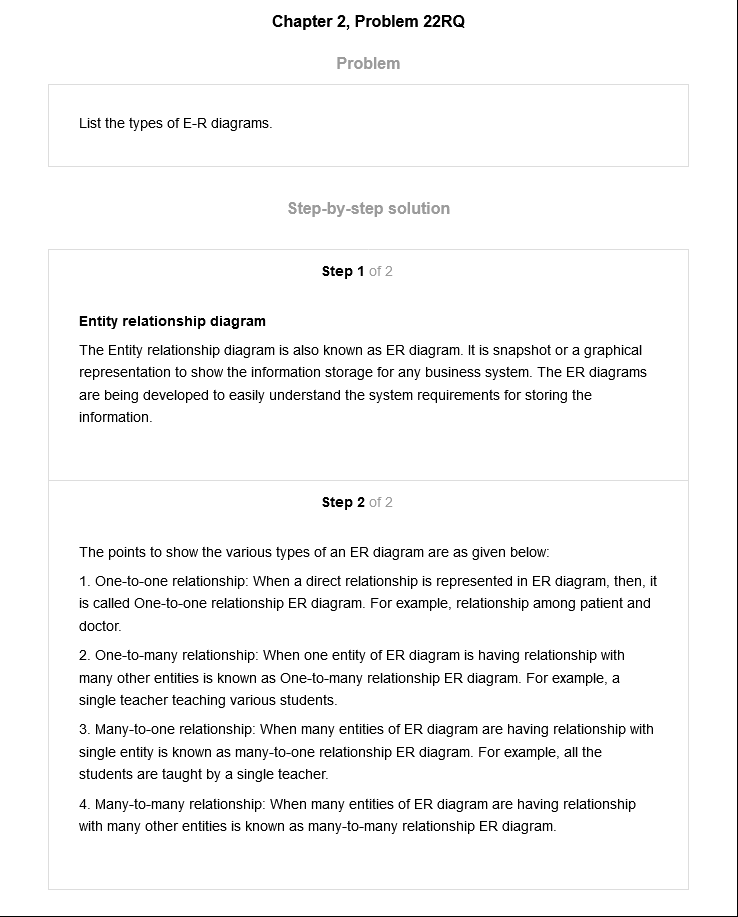 Chapter 2, Problem 22RQ
Problem
List the types of E-R diagrams.
Step-by-step solution
Step 1 of 2
Entity relationship diagram
The Entity relationship diagram is also known as ER diagram. It is snapshot or a graphical
representation to show the information storage for any business system. The ER diagrams
are being developed to easily understand the system requirements for storing the
information.
Step 2 of 2
The points to show the various types of an ER diagram are as given below:
1. One-to-one relationship: When a direct relationship is represented in ER diagram, then, it
is called One-to-one relationship ER diagram. For example, relationship among patient and
doctor.
2. One-to-many relationship: When one entity of ER diagram is having relationship with
many other entities is known as One-to-many relationship ER diagram. For example, a
single teacher teaching various students.
3. Many-to-one relationship: When many entities of ER diagram are having relationship with
single entity is known as many-to-one relationship ER diagram. For example, all the
students are taught by a single teacher.
4. Many-to-many relationship: When many entities of ER diagram are having relationship
with many other entities is known as many-to-many relationship ER diagram.